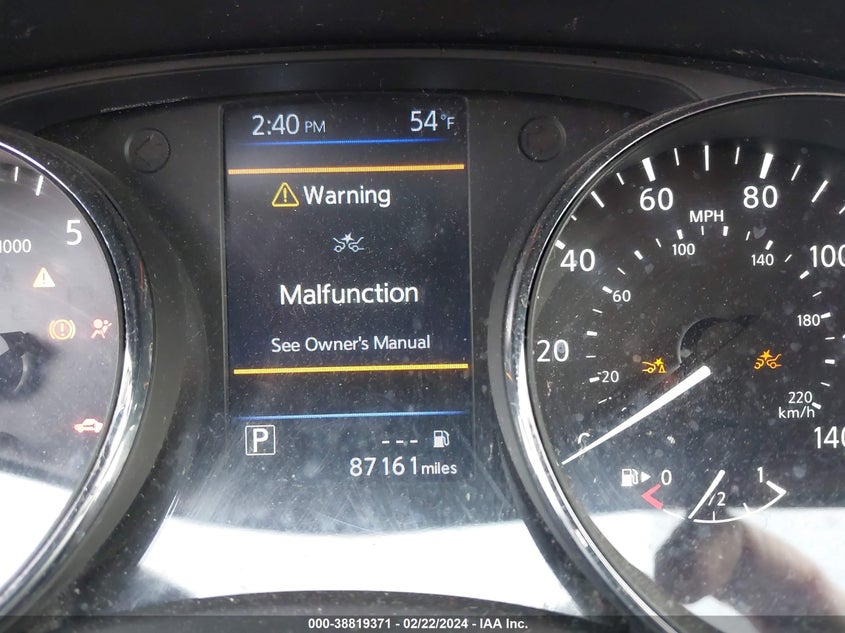 2:40 PM 54°F
Warning
Malfunction
See Owner's Manual
P ---
87161 miles
5
1000
20 40 60 80 100 140
MPH
20 60 100 140 180 220
km/h
0 1/2 1
000-38819371 - 02/22/2024 - IAA Inc.